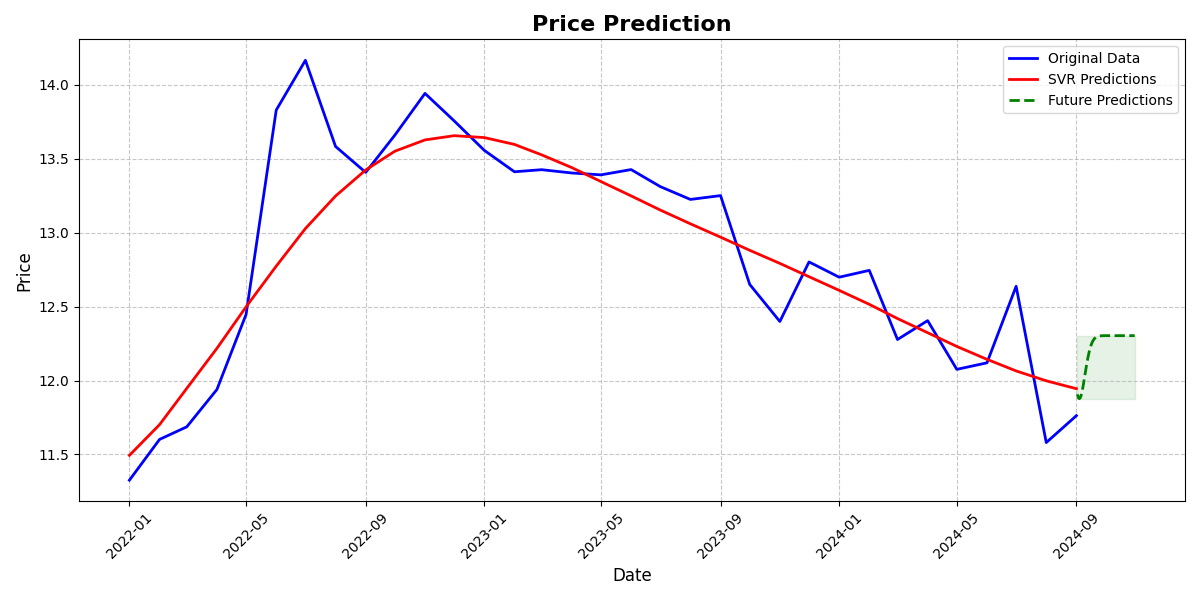 Price Prediction
Original Data
SVR Predictions
Future Predictions
14.0
13.5
13.0
12.5
12.0
11.5
Price
2022-01
2022-05
2022-09
2023-01
2023-05
2023-09
2024-01
2024-05
2024-09
Date